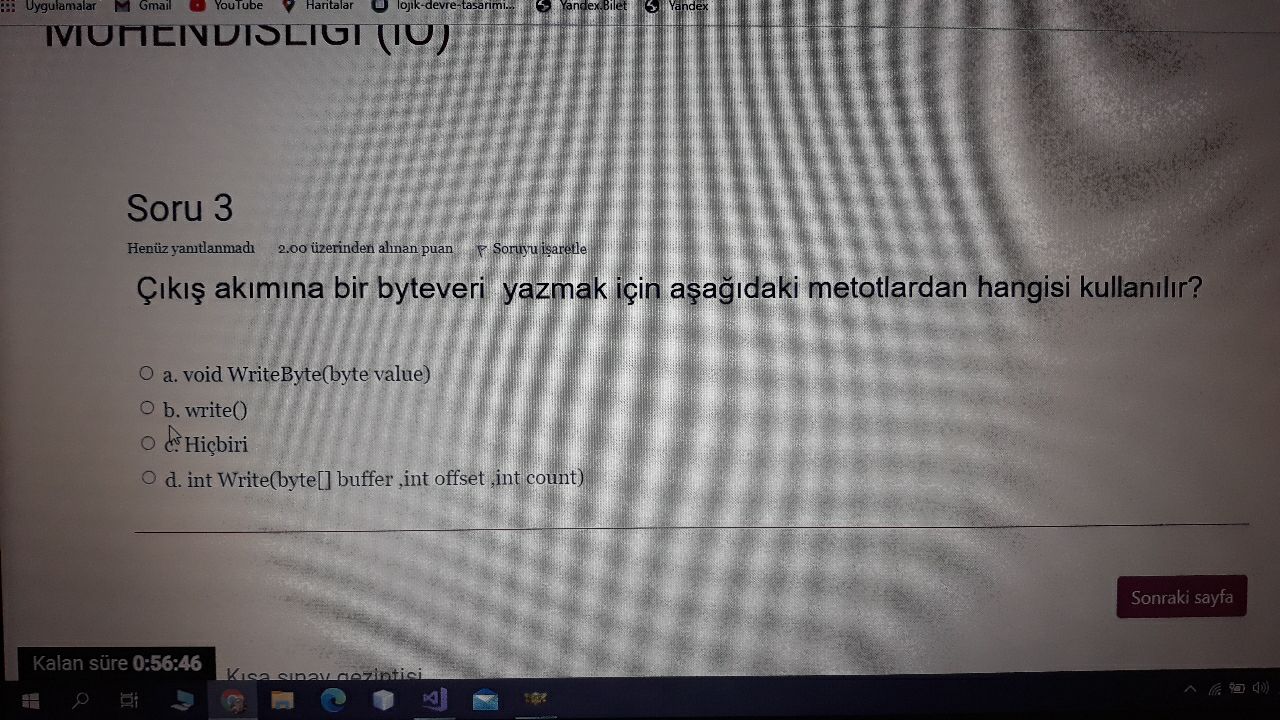 Uygulamalar Gmail YouTube Haritalar lojik-devre-tasarimi... Yandex.Bilet Yandex
MÜHENDİSLİĞİ (İÖ)
Soru 3
Henüz yanıtlanmadı 2.00 üzerinden alınan puan Soruyu işaretle
Çıkış akımına bir byteveri yazmak için aşağıdaki metotlardan hangisi kullanılır?
a. void WriteByte(byte value)
b. write()
c. Hiçbiri
d. int Write(byte[] buffer ,int offset ,int count)
Sonraki sayfa
Kalan süre 0:56:46
Kısa sınav gezintisi